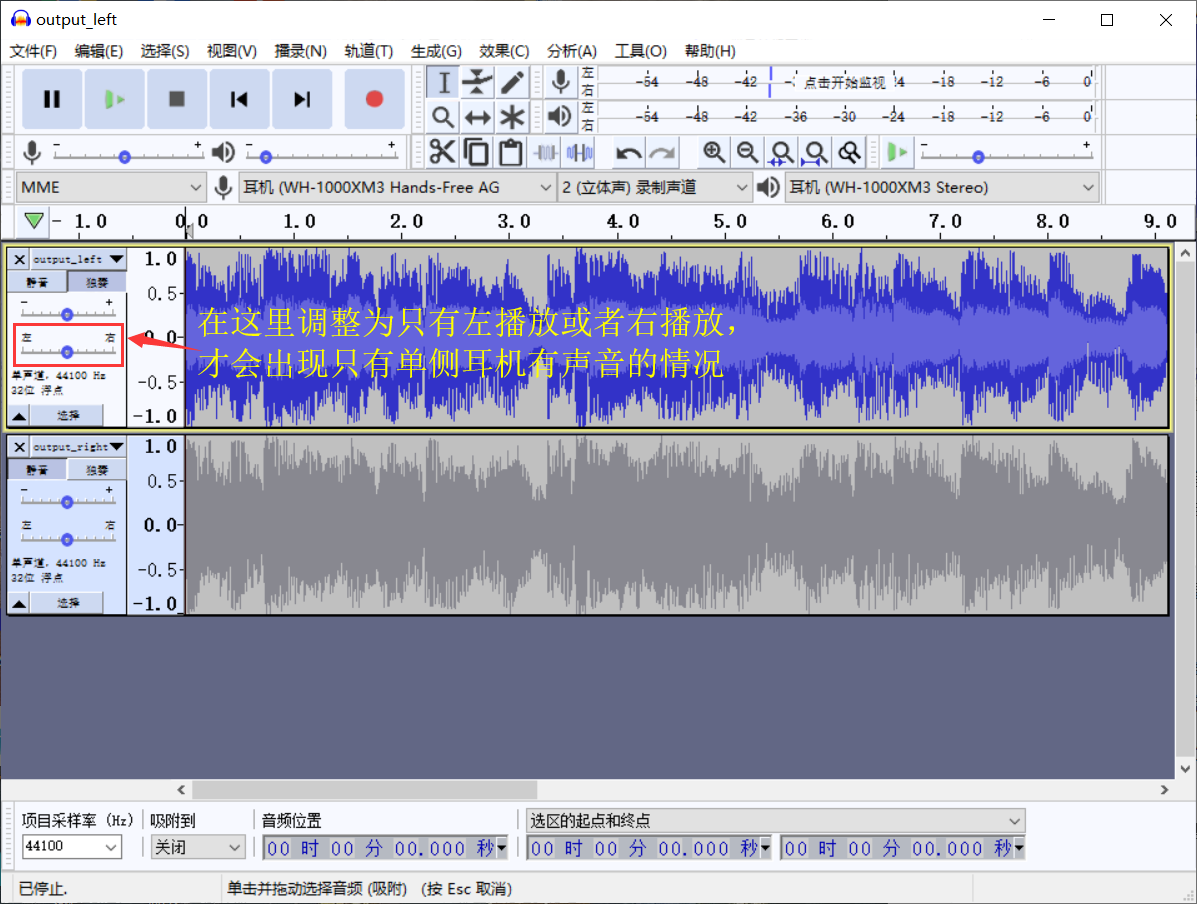 output_left
文件(F) 编辑(E) 选择(S) 视图(V) 播录(N) 轨道(T) 生成(G) 效果(C) 分析(A) 工具(O) 帮助(H)
左 -54 -48 -42 -3 点击开始监视 !4 -18 -12 -6 0
右
左
右 -54 -48 -42 -36 -30 -24 -18 -12 -6 0
MME 耳机 (WH-1000XM3 Hands-Free AG 2 (立体声) 录制声道 耳机 (WH-1000XM3 Stereo)
- 1.0 0.0 1.0 2.0 3.0 4.0 5.0 6.0 7.0 8.0 9.0
output_left 1.0
静音 独奏
- + 0.5-
左 右 0.0-
在这里调整为只有左播放或者右播放，
才会出现只有单侧耳机有声音的情况
单声道, 44100 Hz
32位 浮点 -0.5-
选择 -1.0
output_right 1.0
静音 独奏
- + 0.5-
左 右 0.0-
单声道, 44100 Hz
32位 浮点 -0.5-
选择 -1.0
项目采样率 (Hz) 吸附到 音频位置 选区的起点和终点
44100 关闭 00 时 00 分 00.000 秒 00 时 00 分 00.000 秒 00 时 00 分 00.000 秒
已停止. 单击并拖动选择音频 (吸附) (按 Esc 取消)